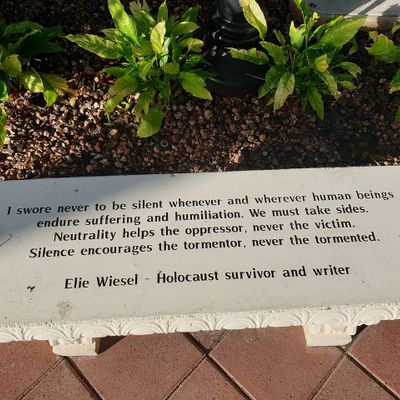 I swore never to be silent whenever and wherever human beings
endure suffering and humiliation. We must take sides.
Neutrality helps the oppressor, never the victim.
Silence encourages the tormentor, never the tormented.
Elie Wiesel - Holocaust survivor and writer